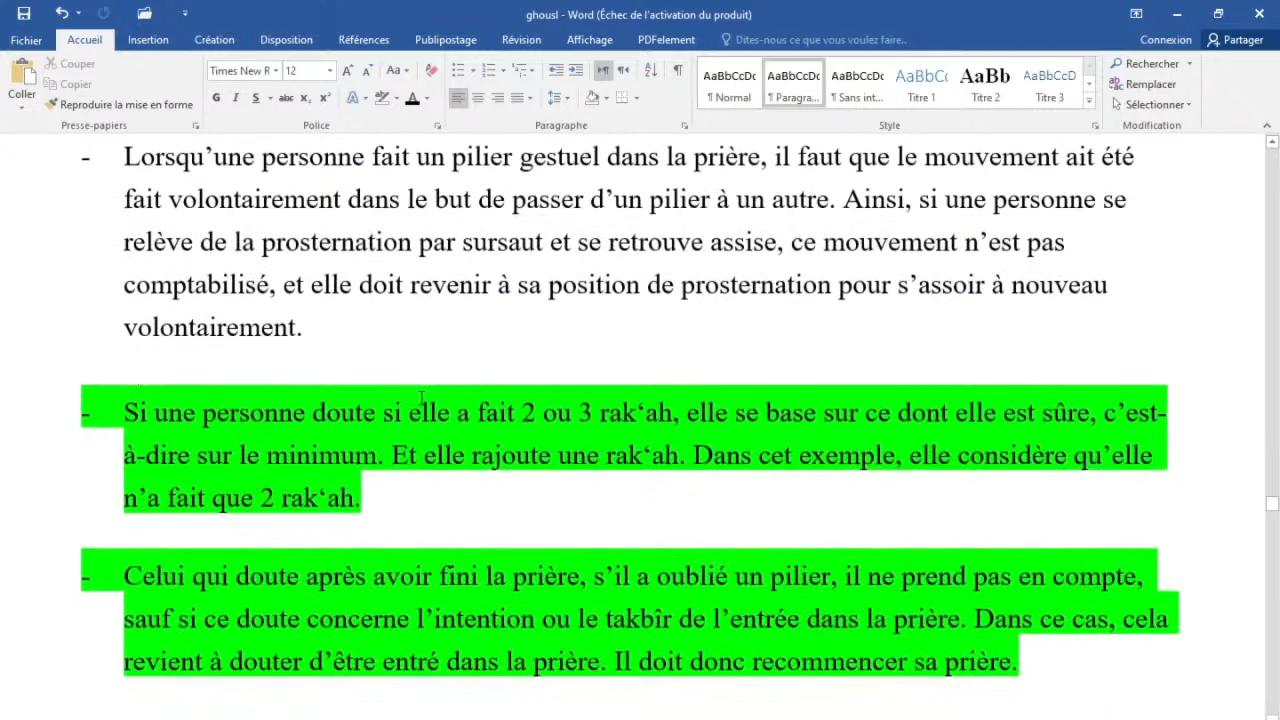 ghousl - Word (Échec de l'activation du produit)
Fichier Accueil Insertion Création Disposition Références Publipostage Révision Affichage PDFelement Dites-nous ce que vous voulez faire.. Connexion Partager
Coller
Couper
Copier
Reproduire la mise en forme
Presse-papiers
Times New R 12
G I S abc x₂ x²
Police
Paragraphe
AaBbCcDc AaBbCcDc AaBbCcDc AaBbCc AaBb AaBbCcD
¶ Normal ¶ Paragra... ¶ Sans int... Titre 1 Titre 2 Titre 3
Style
Rechercher
Remplacer
Sélectionner
Modification
- Lorsqu’une personne fait un pilier gestuel dans la prière, il faut que le mouvement ait été
fait volontairement dans le but de passer d’un pilier à un autre. Ainsi, si une personne se
relève de la prosternation par sursaut et se retrouve assise, ce mouvement n’est pas
comptabilisé, et elle doit revenir à sa position de prosternation pour s’assoir à nouveau
volontairement.
- Si une personne doute si elle a fait 2 ou 3 rak‘ah, elle se base sur ce dont elle est sûre, c’est-
à-dire sur le minimum. Et elle rajoute une rak‘ah. Dans cet exemple, elle considère qu’elle
n’a fait que 2 rak‘ah.
- Celui qui doute après avoir fini la prière, s’il a oublié un pilier, il ne prend pas en compte,
sauf si ce doute concerne l’intention ou le takbîr de l’entrée dans la prière. Dans ce cas, cela
revient à douter d’être entré dans la prière. Il doit donc recommencer sa prière.